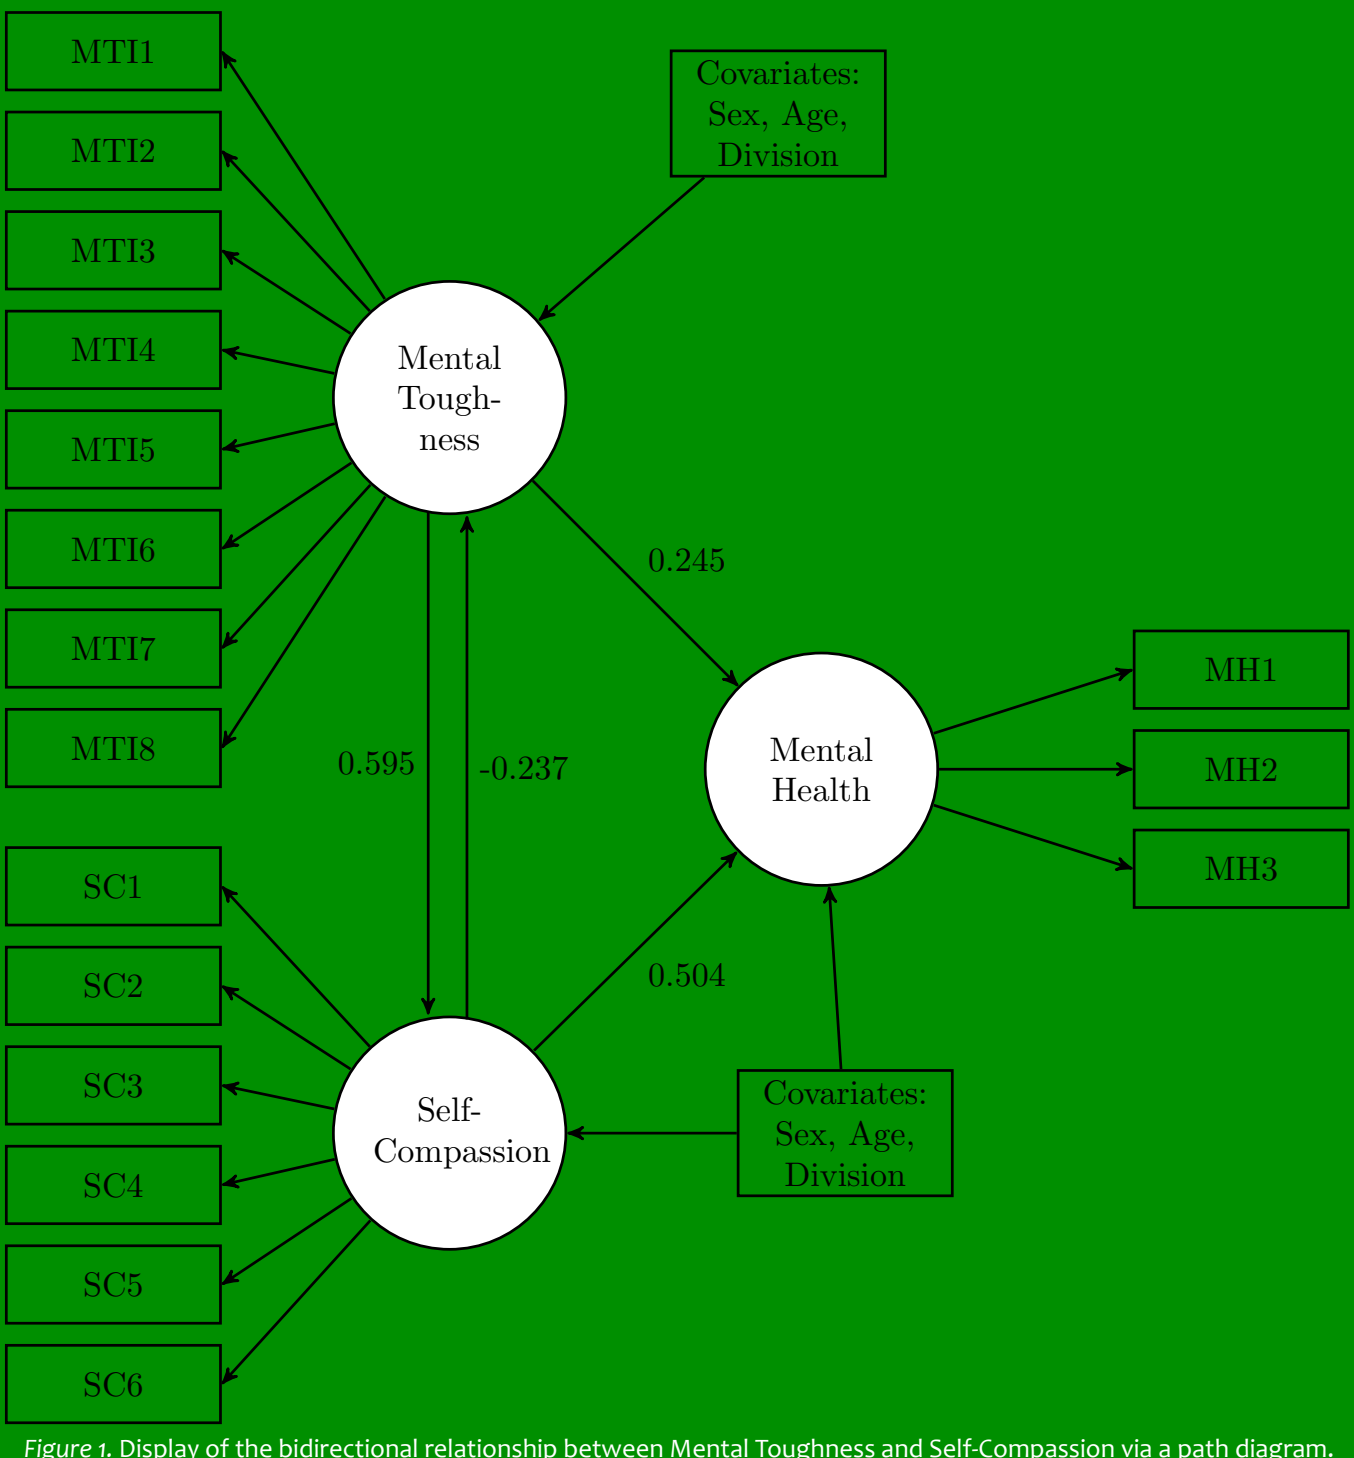 MTI1
MTI2
MTI3
MTI4
MTI5
MTI6
MTI7
MTI8
SC1
SC2
SC3
SC4
SC5
SC6
Covariates:
Sex, Age,
Division
Mental
Tough-
ness
0.245
0.595
-0.237
Mental
Health
MH1
MH2
MH3
0.504
Self-
Compassion
Covariates:
Sex, Age,
Division
Figure 1. Display of the bidirectional relationship between Mental Toughness and Self-Compassion via a path diagram.